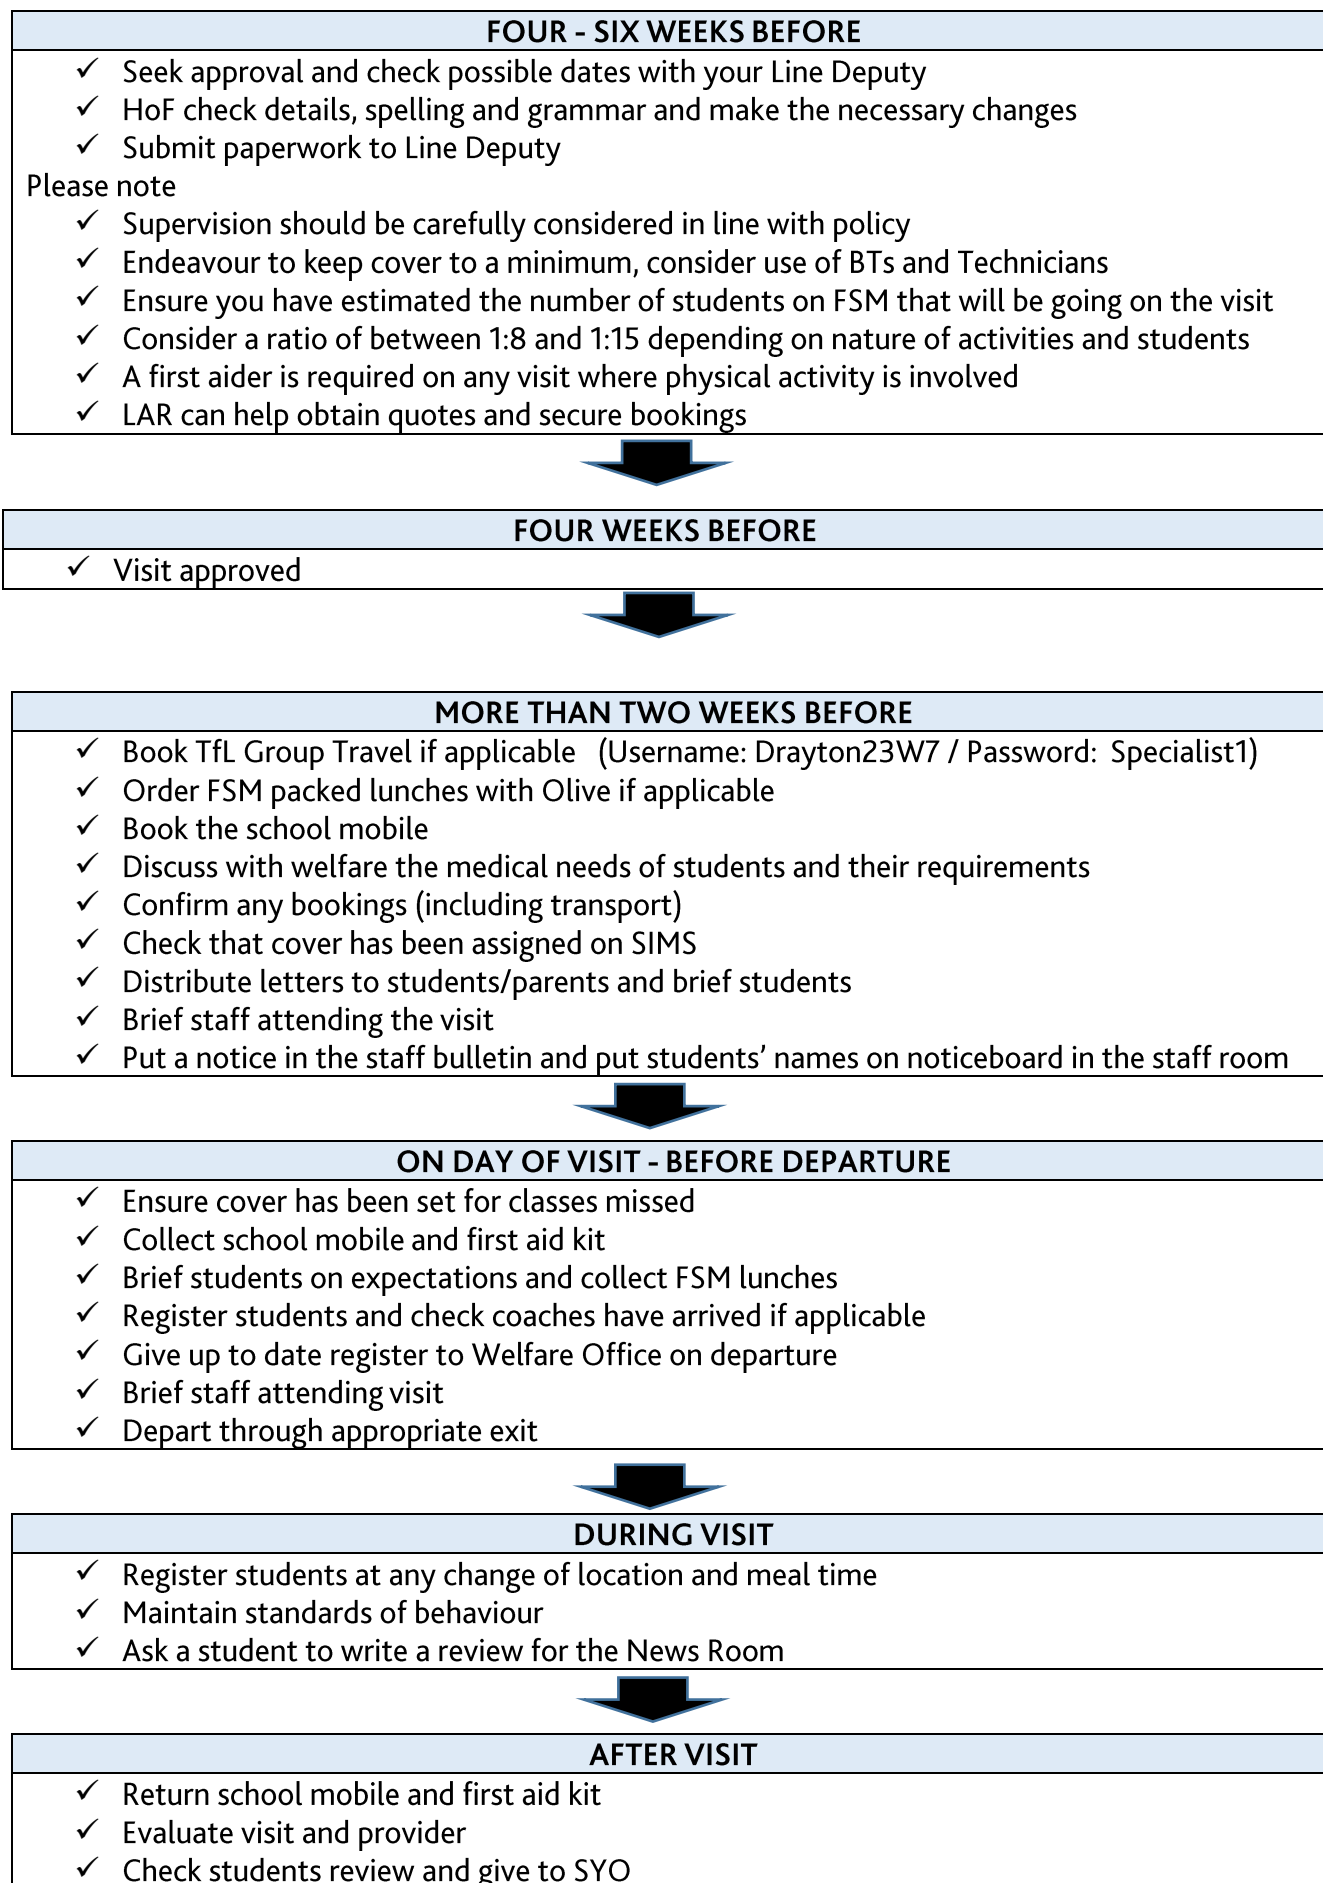 FOUR - SIX WEEKS BEFORE
✓ Seek approval and check possible dates with your Line Deputy
✓ HoF check details, spelling and grammar and make the necessary changes
✓ Submit paperwork to Line Deputy
Please note
✓ Supervision should be carefully considered in line with policy
✓ Endeavour to keep cover to a minimum, consider use of BTs and Technicians
✓ Ensure you have estimated the number of students on FSM that will be going on the visit
✓ Consider a ratio of between 1:8 and 1:15 depending on nature of activities and students
✓ A first aider is required on any visit where physical activity is involved
✓ LAR can help obtain quotes and secure bookings
FOUR WEEKS BEFORE
✓ Visit approved
MORE THAN TWO WEEKS BEFORE
✓ Book TfL Group Travel if applicable (Username: Drayton23W7 / Password: Specialist1)
✓ Order FSM packed lunches with Olive if applicable
✓ Book the school mobile
✓ Discuss with welfare the medical needs of students and their requirements
✓ Confirm any bookings (including transport)
✓ Check that cover has been assigned on SIMS
✓ Distribute letters to students/parents and brief students
✓ Brief staff attending the visit
✓ Put a notice in the staff bulletin and put students’ names on noticeboard in the staff room
ON DAY OF VISIT - BEFORE DEPARTURE
✓ Ensure cover has been set for classes missed
✓ Collect school mobile and first aid kit
✓ Brief students on expectations and collect FSM lunches
✓ Register students and check coaches have arrived if applicable
✓ Give up to date register to Welfare Office on departure
✓ Brief staff attending visit
✓ Depart through appropriate exit
DURING VISIT
✓ Register students at any change of location and meal time
✓ Maintain standards of behaviour
✓ Ask a student to write a review for the News Room
AFTER VISIT
✓ Return school mobile and first aid kit
✓ Evaluate visit and provider
✓ Check students review and give to SYO